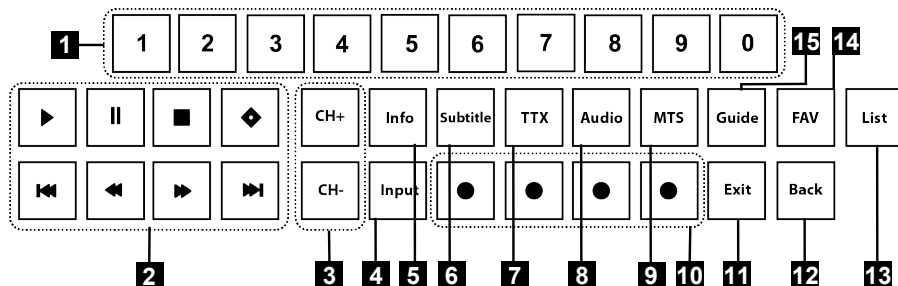 1 1 2 3 4 5 6 7 8 9 0 15 14
CH+ Info Subtitle TTX Audio MTS Guide FAV List
CH- Input Exit Back
2 3 4 5 6 7 8 9 10 11 12 13